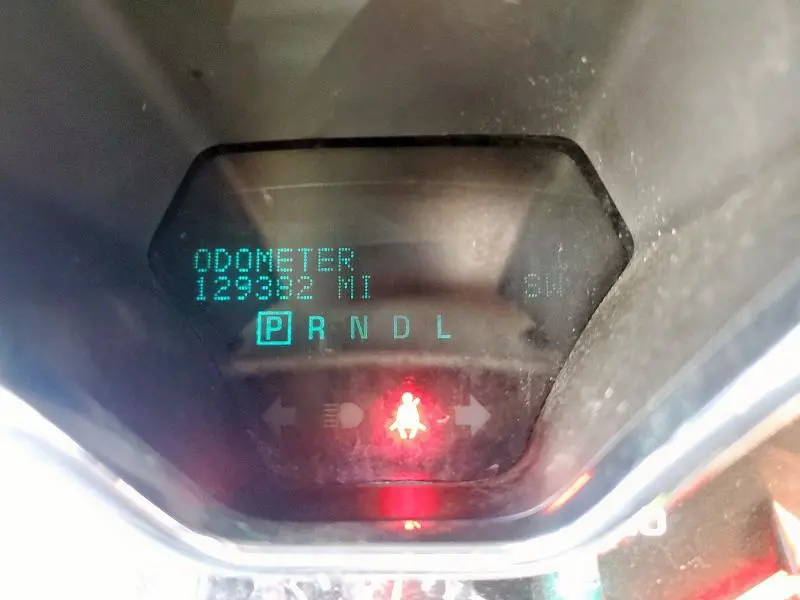 ODOMETER
129382 MI SW
P R N D L